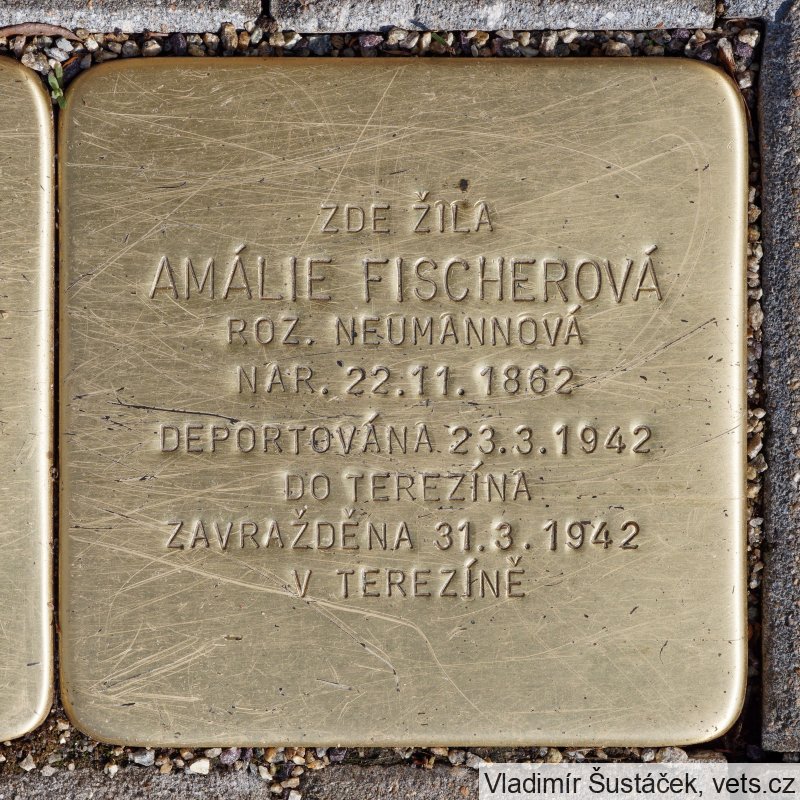 ZDE ŽILA
AMÁLIE FISCHEROVÁ
ROZ. NEUMANNOVÁ
NAR. 22.11.1862
DEPORTOVÁNA 23.3.1942
DO TEREZÍNA
ZAVRAŽDĚNA 31.3.1942
V TEREZÍNĚ
Vladimír Šustáček, vets.cz